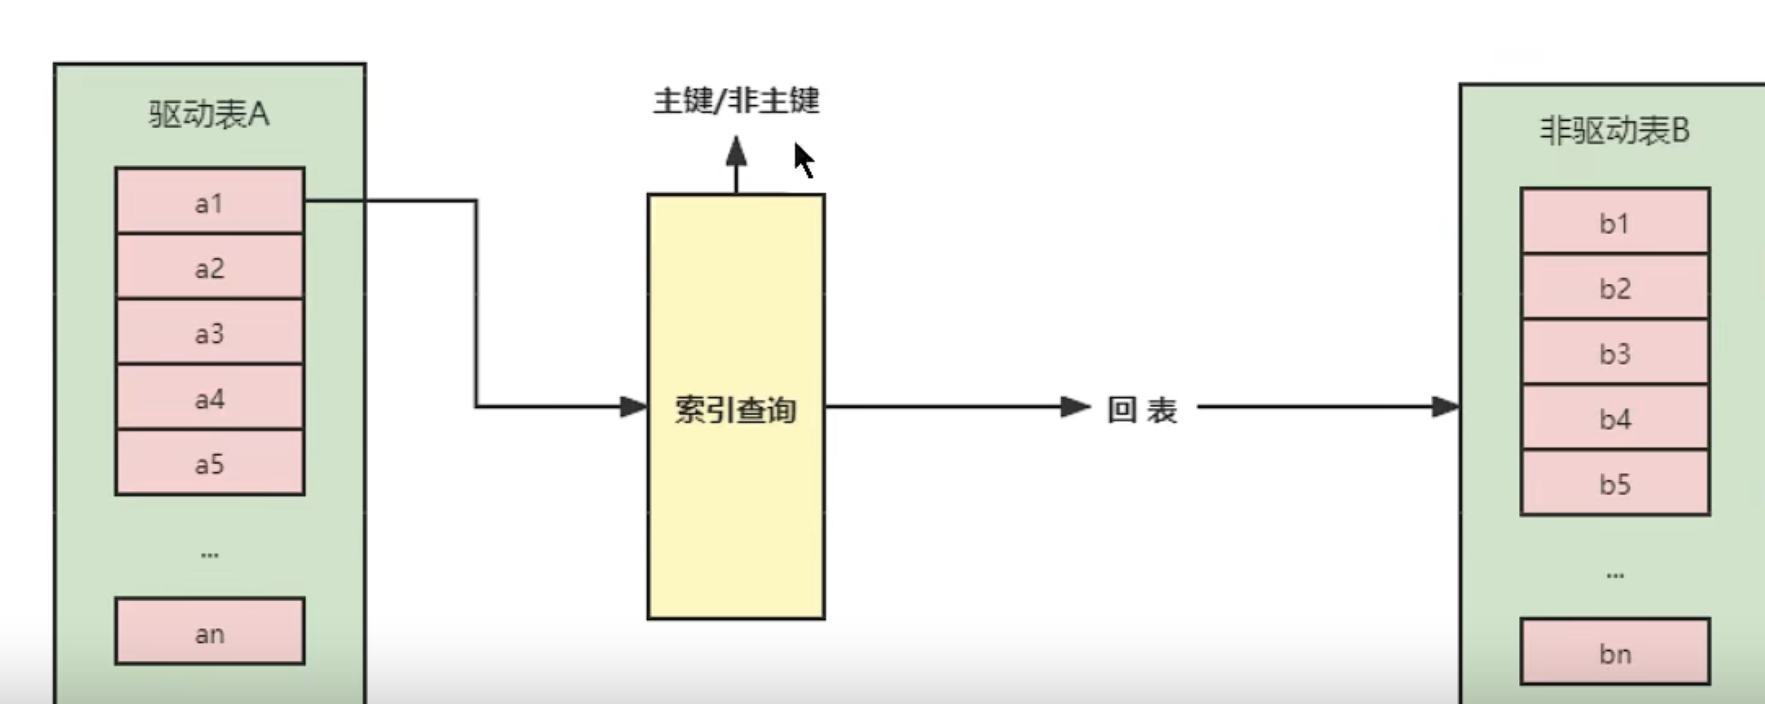 驱动表A
a1
a2
a3
a4
a5
...
an
主键/非主键
索引查询
回 表
非驱动表B
b1
b2
b3
b4
b5
...
bn